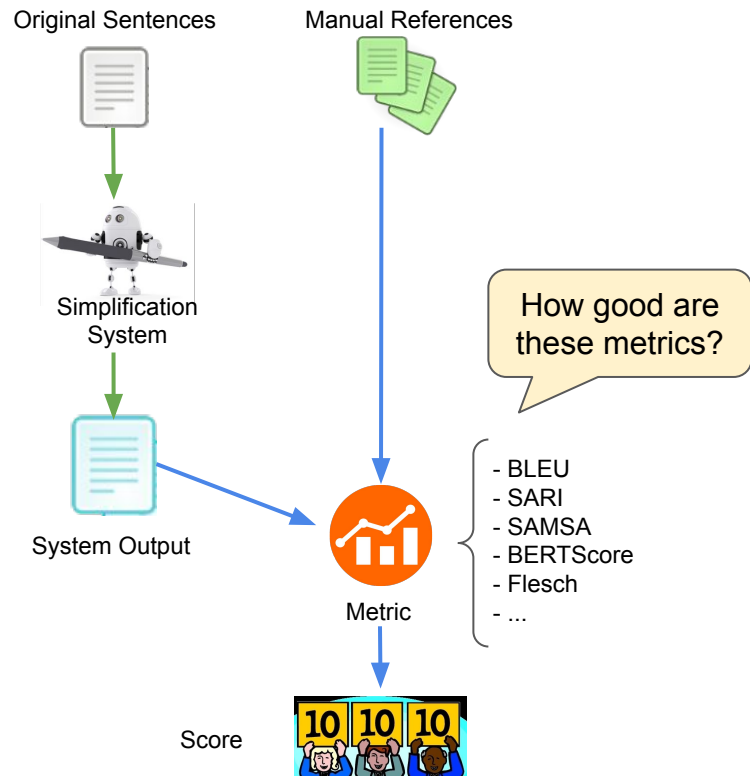 Original Sentences
Manual References
Simplification
System
How good are
these metrics?
System Output
- BLEU
- SARI
- SAMSA
- BERTScore
- Flesch
- ...
Metric
Score
10 10 10